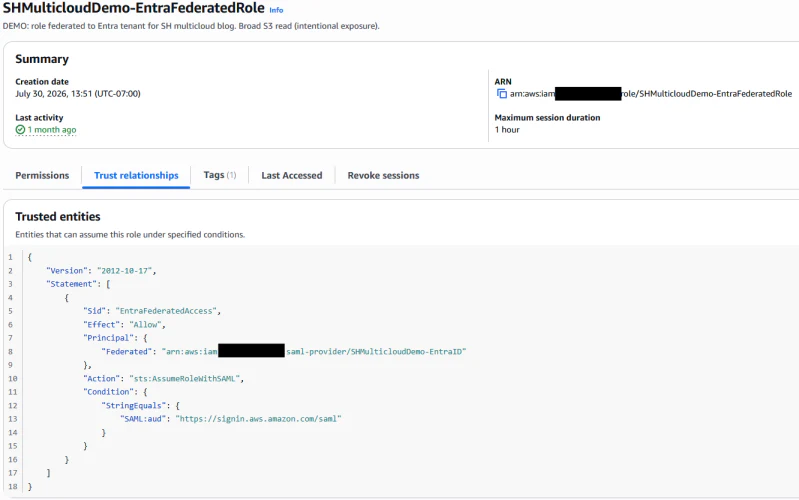 SHMulticloudDemo-EntraFederatedRole Info
DEMO: role federated to Entra tenant for SH multicloud blog. Broad S3 read (intentional exposure).
Summary
Creation date
July 30, 2026, 13:51 (UTC-07:00)
ARN
arn:aws:iam role/SHMulticloudDemo-EntraFederatedRole
Last activity
1 month ago
Maximum session duration
1 hour
Permissions Trust relationships Tags (1) Last Accessed Revoke sessions
Trusted entities
Entities that can assume this role under specified conditions.
1 {
2 "Version": "2012-10-17",
3 "Statement": [
4 {
5 "Sid": "EntraFederatedAccess",
6 "Effect": "Allow",
7 "Principal": {
8 "Federated": "arn:aws:iam saml-provider/SHMulticloudDemo-EntraID"
9 },
10 "Action": "sts:AssumeRoleWithSAML",
11 "Condition": {
12 "StringEquals": {
13 "SAML:aud": "https://signin.aws.amazon.com/saml"
14 }
15 }
16 }
17 ]
18 }